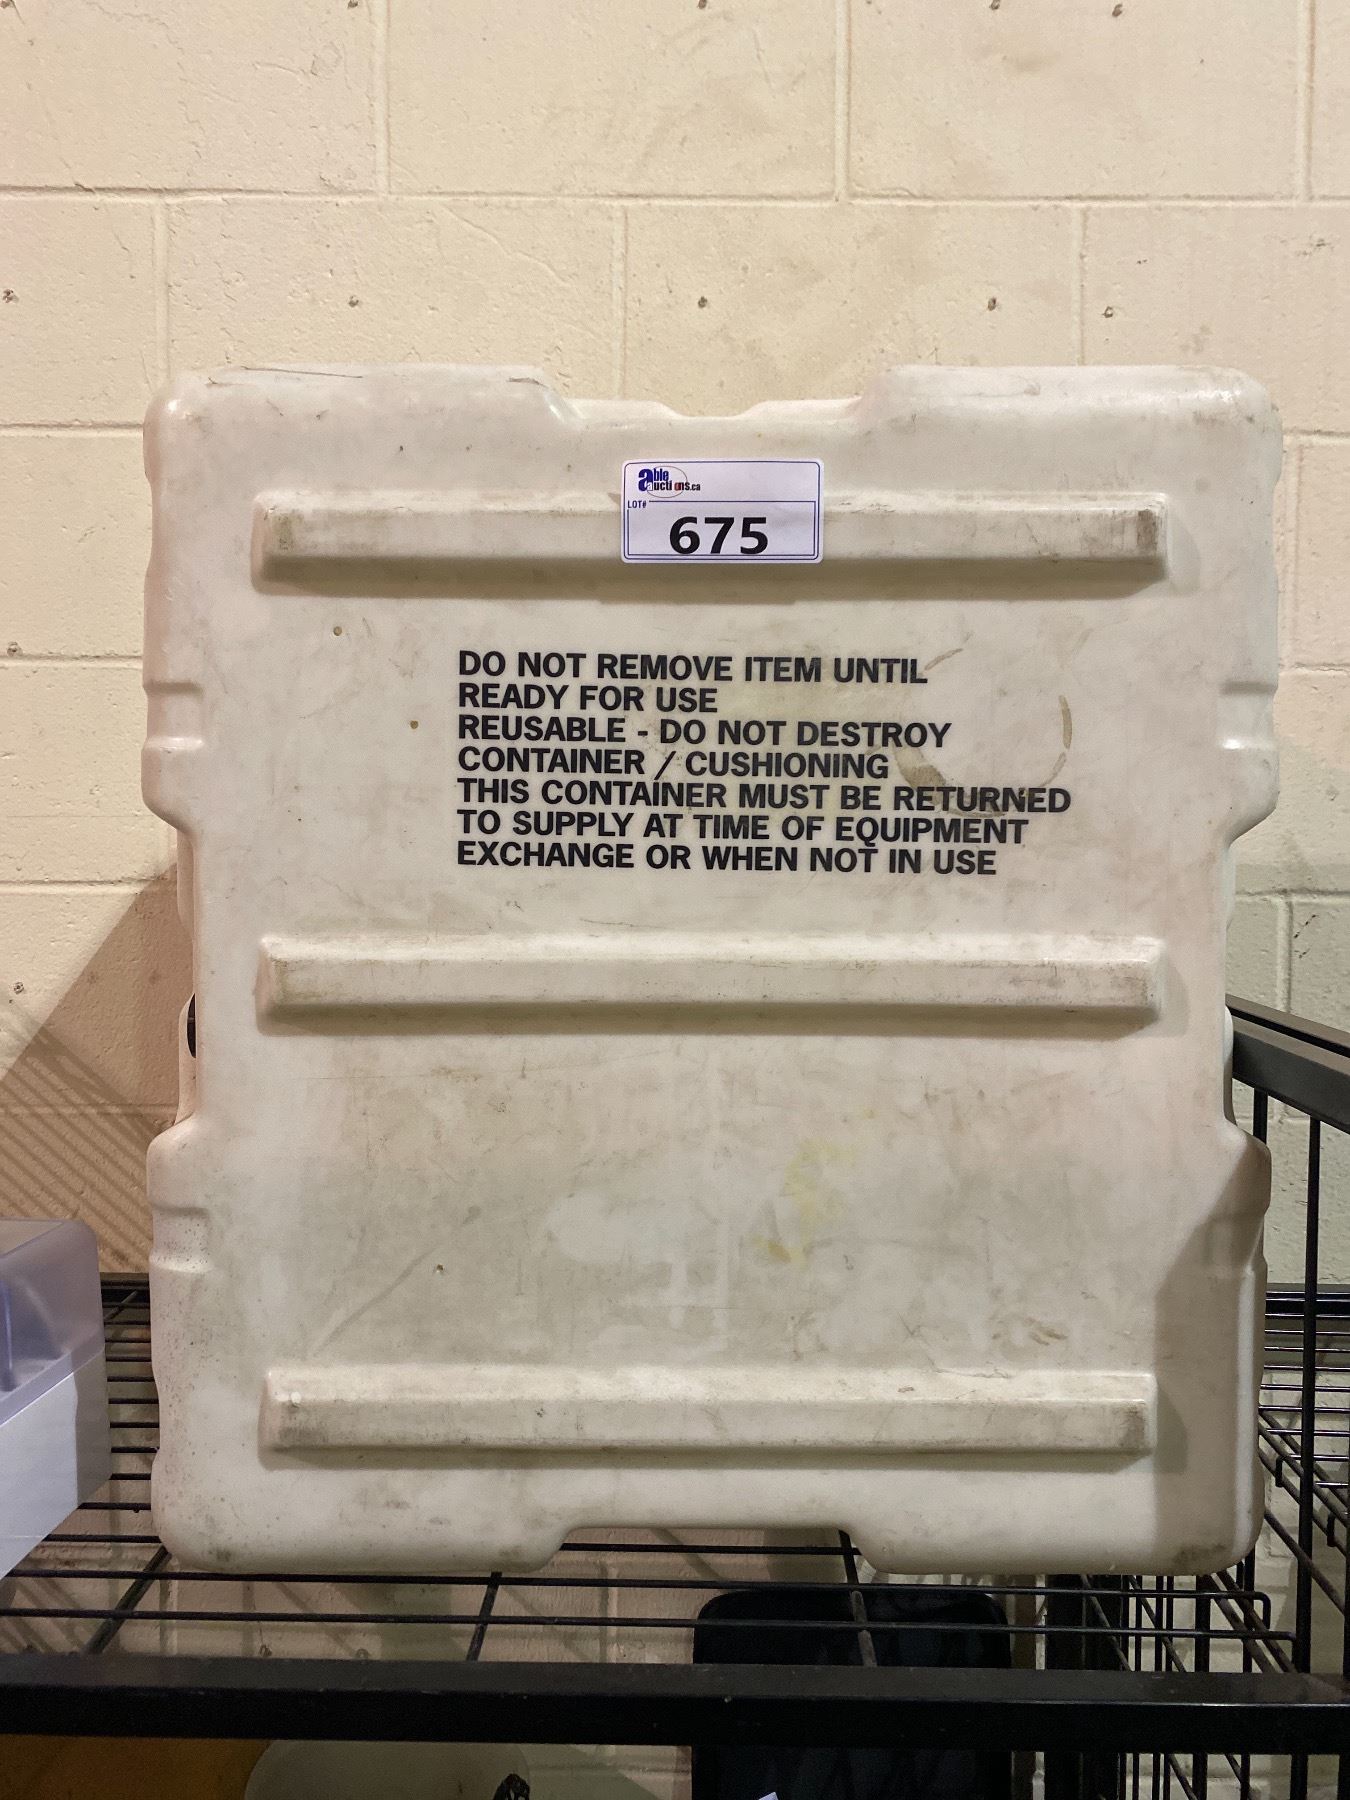 able
auctions.ca
LOT#
675
DO NOT REMOVE ITEM UNTIL
READY FOR USE
REUSABLE - DO NOT DESTROY
CONTAINER / CUSHIONING
THIS CONTAINER MUST BE RETURNED
TO SUPPLY AT TIME OF EQUIPMENT
EXCHANGE OR WHEN NOT IN USE